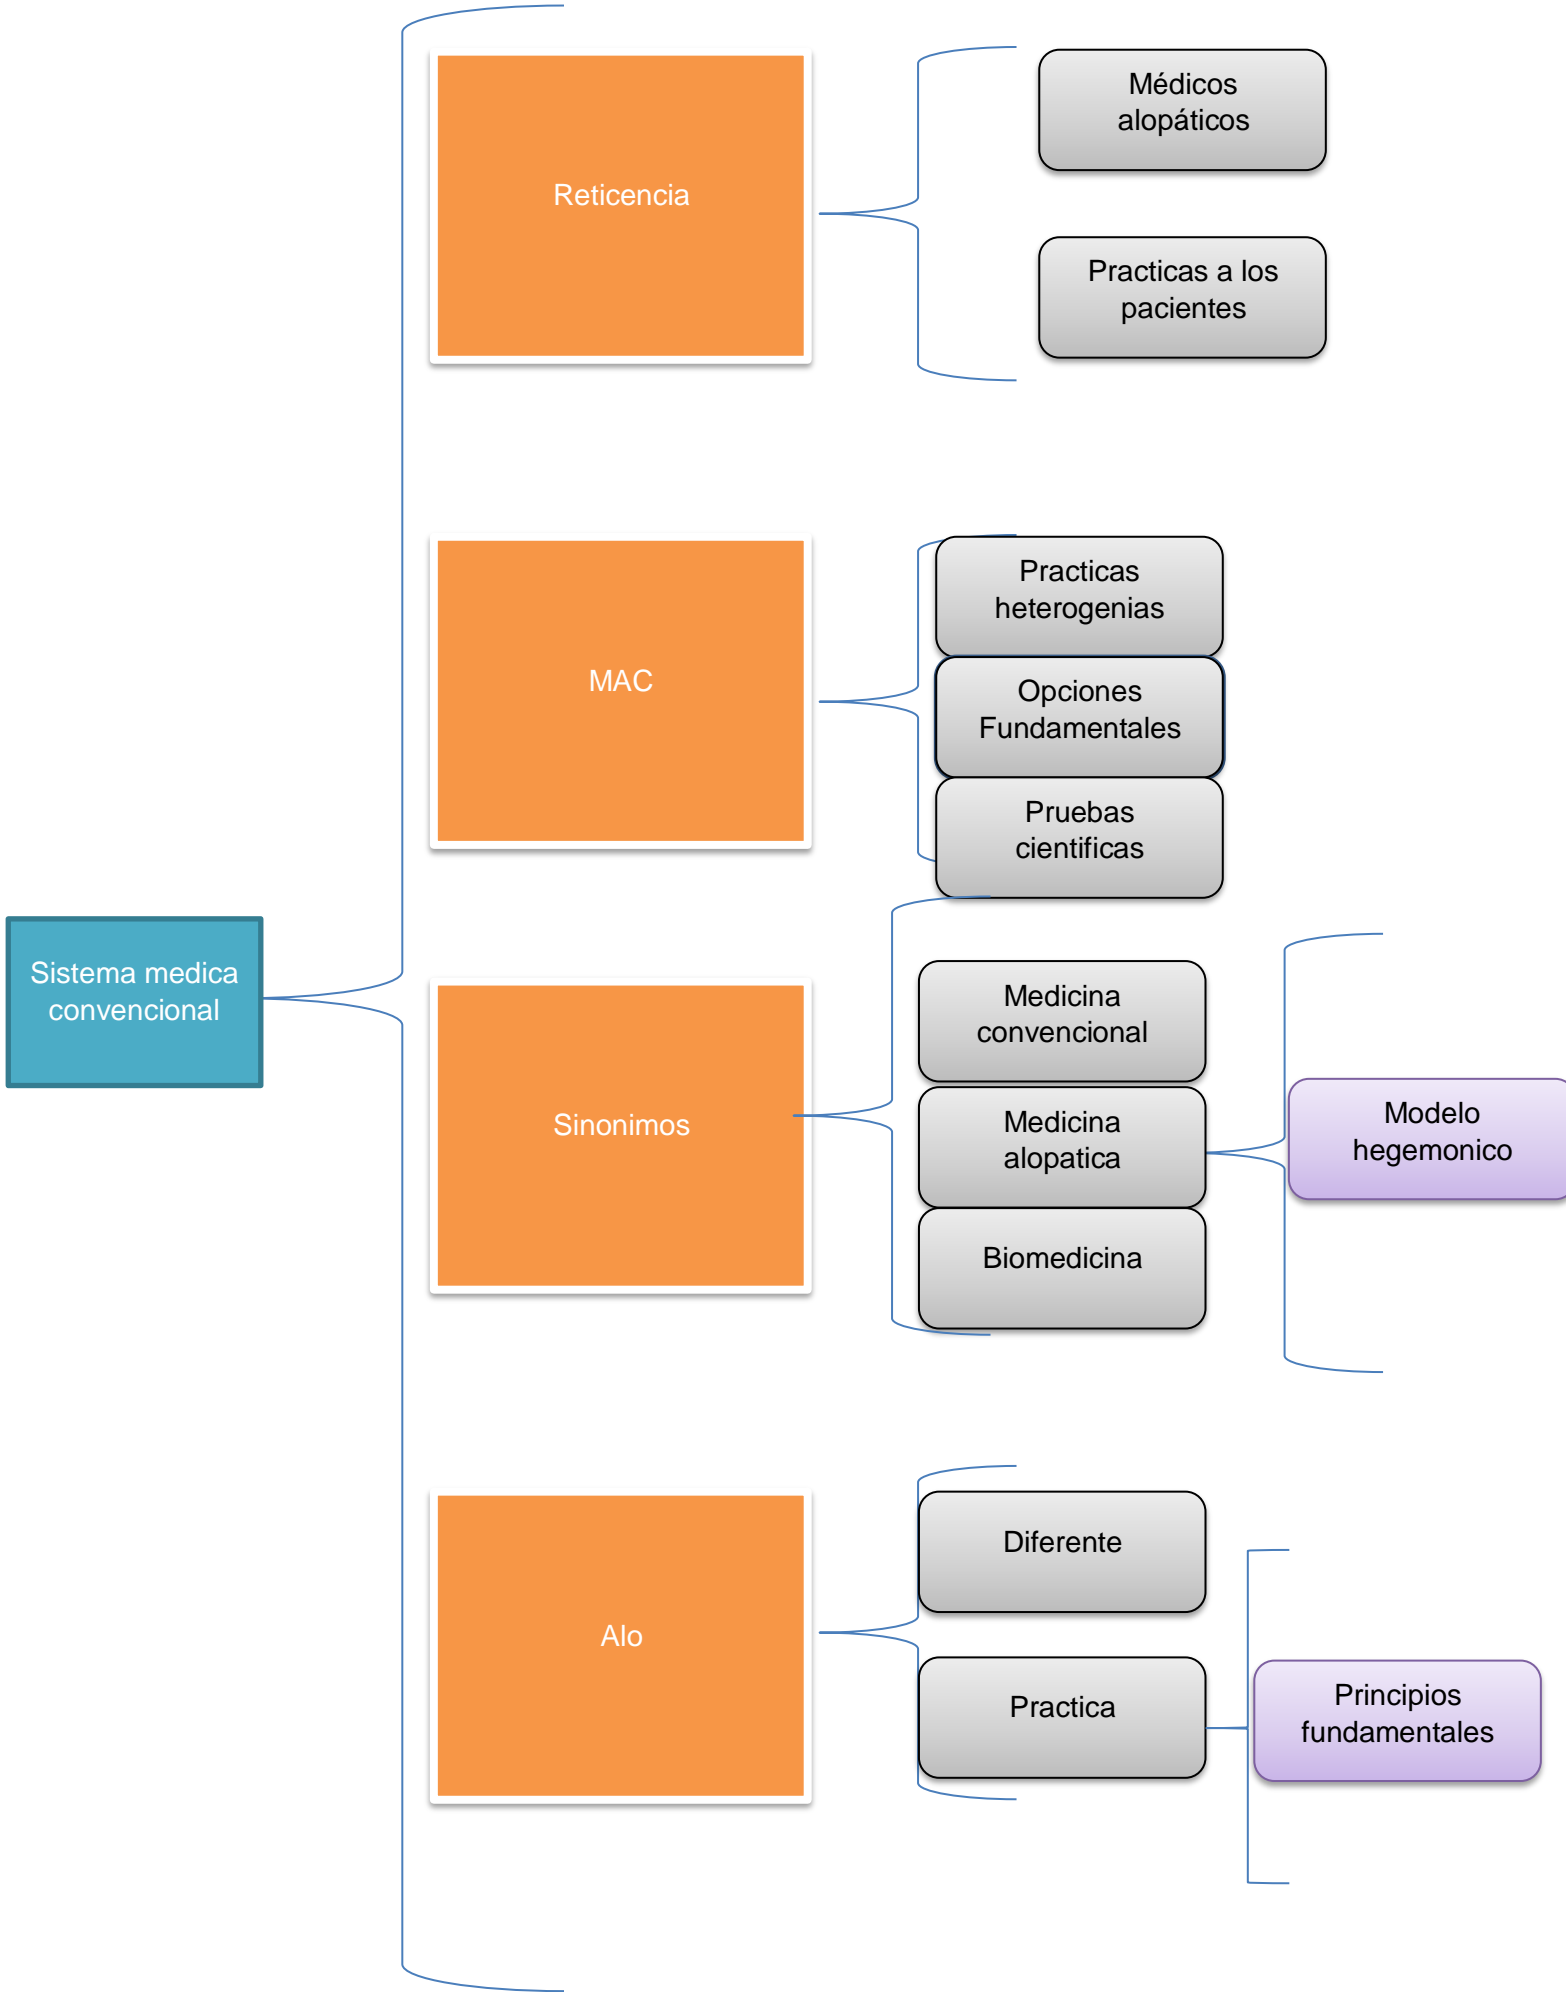 Sistema medica
convencional
Reticencia
Médicos
alopáticos
Practicas a los
pacientes
MAC
Practicas
heterogenias
Opciones
Fundamentales
Pruebas
cientificas
Sinonimos
Medicina
convencional
Medicina
alopatica
Biomedicina
Modelo
hegemonico
Alo
Diferente
Practica
Principios
fundamentales